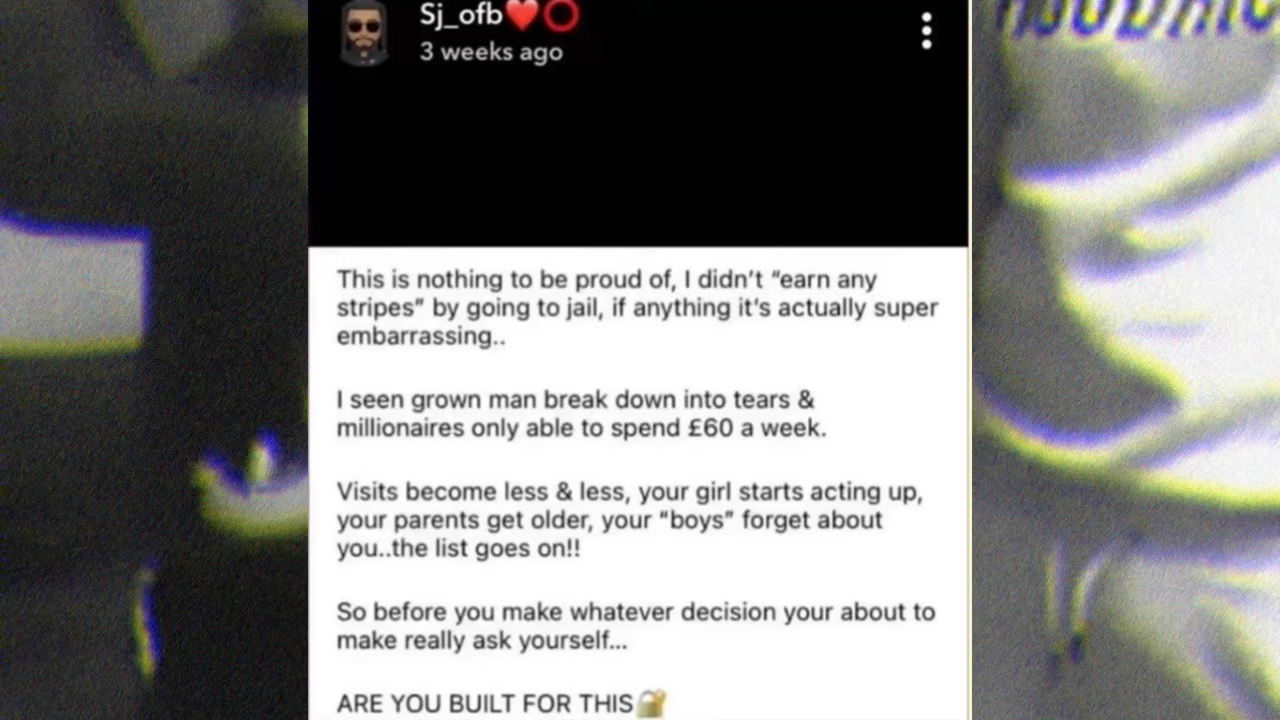 Sj_ofb❤️⭕
3 weeks ago
This is nothing to be proud of, I didn't “earn any
stripes” by going to jail, if anything it's actually super
embarrassing..
I seen grown man break down into tears &
millionaires only able to spend £60 a week.
Visits become less & less, your girl starts acting up,
your parents get older, your “boys” forget about
you..the list goes on!!
So before you make whatever decision your about to
make really ask yourself...
ARE YOU BUILT FOR THIS🔐